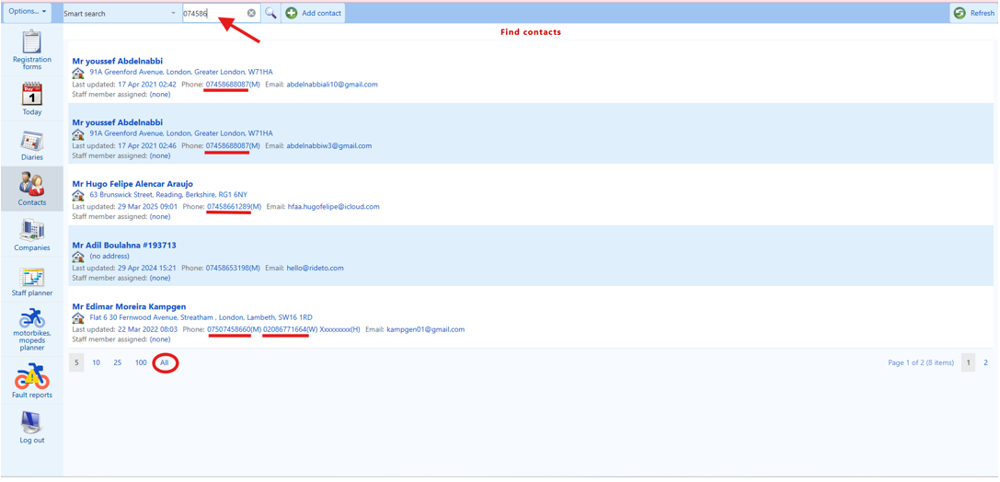 Options...
Smart search
074586
Add contact
Refresh
Find contacts
Registration
forms
Today
Diaries
Contacts
Companies
Staff planner
motorbikes,
mopeds
planner
Fault reports
Log out
Mr youssef Abdelnabbi
91A Greenford Avenue, London, Greater London, W71HA
Last updated: 17 Apr 2021 02:42 Phone: 07458688087(M) Email: abdelnabbiali10@gmail.com
Staff member assigned: (none)
Mr youssef Abdelnabbi
91A Greenford Avenue, London, Greater London, W71HA
Last updated: 17 Apr 2021 02:46 Phone: 07458688087(M) Email: abdelnabbiw3@gmail.com
Staff member assigned: (none)
Mr Hugo Felipe Alencar Araujo
63 Brunswick Street, Reading, Berkshire, RG1 6NY
Last updated: 29 Mar 2025 09:01 Phone: 07458661289(M) Email: hfaa.hugofelipe@icloud.com
Staff member assigned: (none)
Mr Adil Boulahna #193713
(no address)
Last updated: 29 Apr 2024 15:21 Phone: 07458653198(M) Email: hello@rideto.com
Staff member assigned: (none)
Mr Edimar Moreira Kampgen
Flat 6 30 Fernwood Avenue, Streatham , London, Lambeth, SW16 1RD
Last updated: 22 Mar 2022 08:03 Phone: 07507458660(M) 02086771664(W) Xxxxxxxxx(H) Email: kampgen01@gmail.com
Staff member assigned: (none)
5 10 25 100 All
Page 1 of 2 (8 items) 1 2